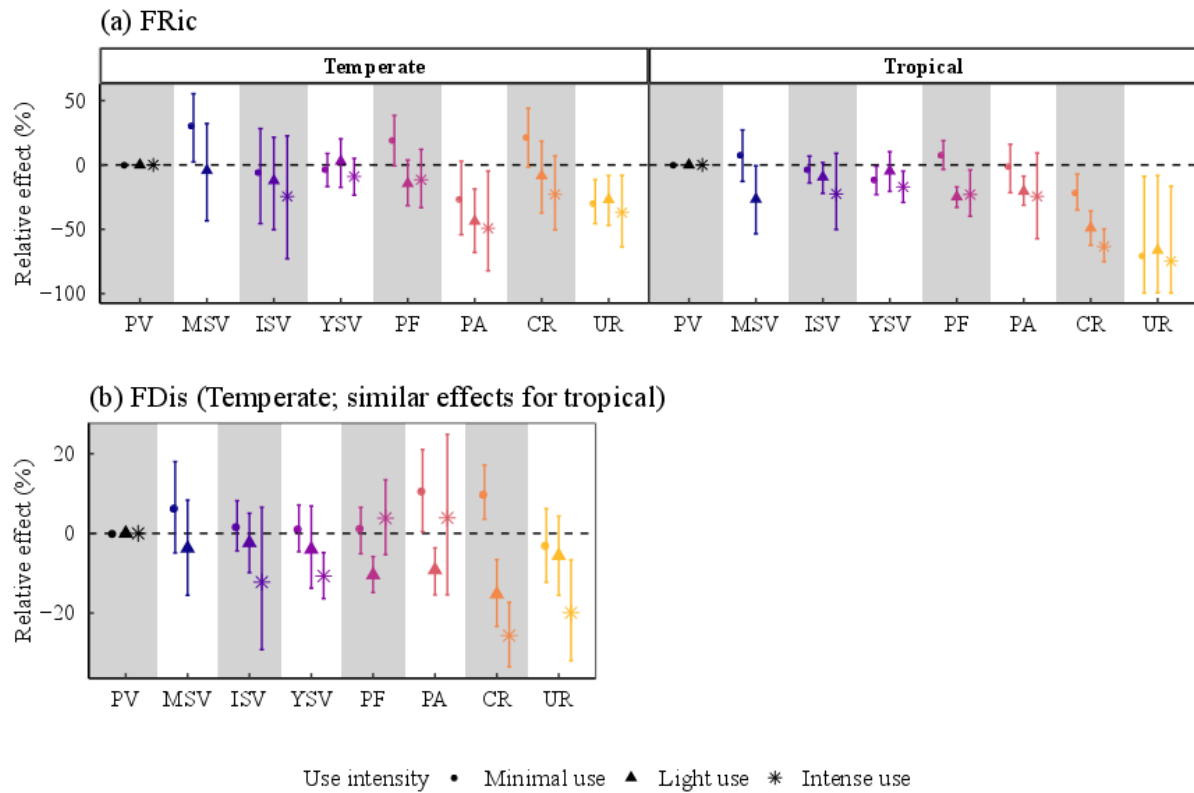 (a) FRic
Temperate Tropical
Relative effect (%)
50
0
−50
−100
PV MSV ISV YSV PF PA CR UR PV MSV ISV YSV PF PA CR UR
(b) FDis (Temperate; similar effects for tropical)
Relative effect (%)
20
0
−20
PV MSV ISV YSV PF PA CR UR
Use intensity Minimal use Light use Intense use